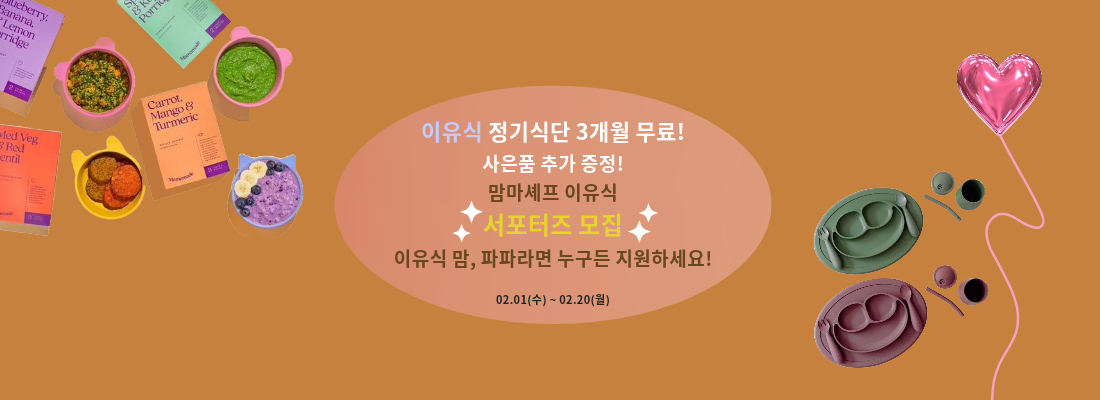 Blueberry,
Banana,
& Lemon
Porridge
Carrot,
Mango &
Turmeric
Med Veg
& Red
Lentil
이유식 정기식단 3개월 무료!
사은품 추가 증정!
맘마셰프 이유식
서포터즈 모집
이유식 맘, 파파라면 누구든 지원하세요!
02.01(수) ~ 02.20(월)